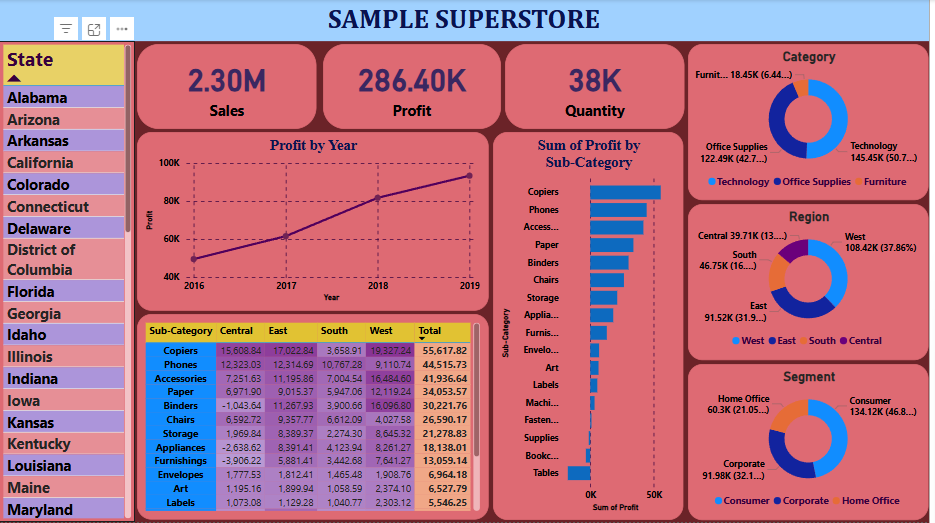 SAMPLE SUPERSTORE
State
Alabama
Arizona
Arkansas
California
Colorado
Connecticut
Delaware
District of
Columbia
Florida
Georgia
Idaho
Illinois
Indiana
Iowa
Kansas
Kentucky
Louisiana
Maine
Maryland
2.30M
Sales
286.40K
Profit
38K
Quantity
Profit by Year
100K
80K
60K
40K
Profit
2016 2017 2018 2019
Year
Sub-Category Central East South West Total
Copiers 15,608.84 17,022.84 3,658.91 19,327.24 55,617.82
Phones 12,323.03 12,314.69 10,767.28 9,110.74 44,515.73
Accessories 7,251.63 11,195.86 7,004.54 16,484.60 41,936.64
Paper 6,971.90 9,015.37 5,947.06 12,119.24 34,053.57
Binders -1,043.64 11,267.93 3,900.66 16,096.80 30,221.76
Chairs 6,592.72 9,357.77 6,612.09 4,027.58 26,590.17
Storage 1,969.84 8,389.37 2,274.30 8,645.32 21,278.83
Appliances -2,638.62 8,391.41 4,123.94 8,261.27 18,138.01
Furnishings -3,906.22 5,881.41 3,442.68 7,641.27 13,059.14
Envelopes 1,777.53 1,812.41 1,465.48 1,908.76 6,964.18
Art 1,195.16 1,899.94 1,058.59 2,374.10 6,527.79
Labels 1,073.08 1,129.28 1,040.77 2,303.12 5,546.25
Sum of Profit by
Sub-Category
Sub-Category
Copiers
Phones
Access...
Paper
Binders
Chairs
Storage
Applia...
Furnis...
Envelo...
Art
Labels
Machi...
Fasten...
Supplies
Bookc...
Tables
0K 50K
Sum of Profit
Category
Furnit... 18.45K (6.44...)
Office Supplies
122.49K (42.7...)
Technology
145.45K (50.7...)
Technology Office Supplies Furniture
Region
Central 39.71K (13....)
West
108.42K (37.86%)
South
46.75K (16....)
East
91.52K (31.9...)
West East South Central
Segment
Home Office
60.3K (21.05...)
Consumer
134.12K (46.8...)
Corporate
91.98K (32.1...)
Consumer Corporate Home Office